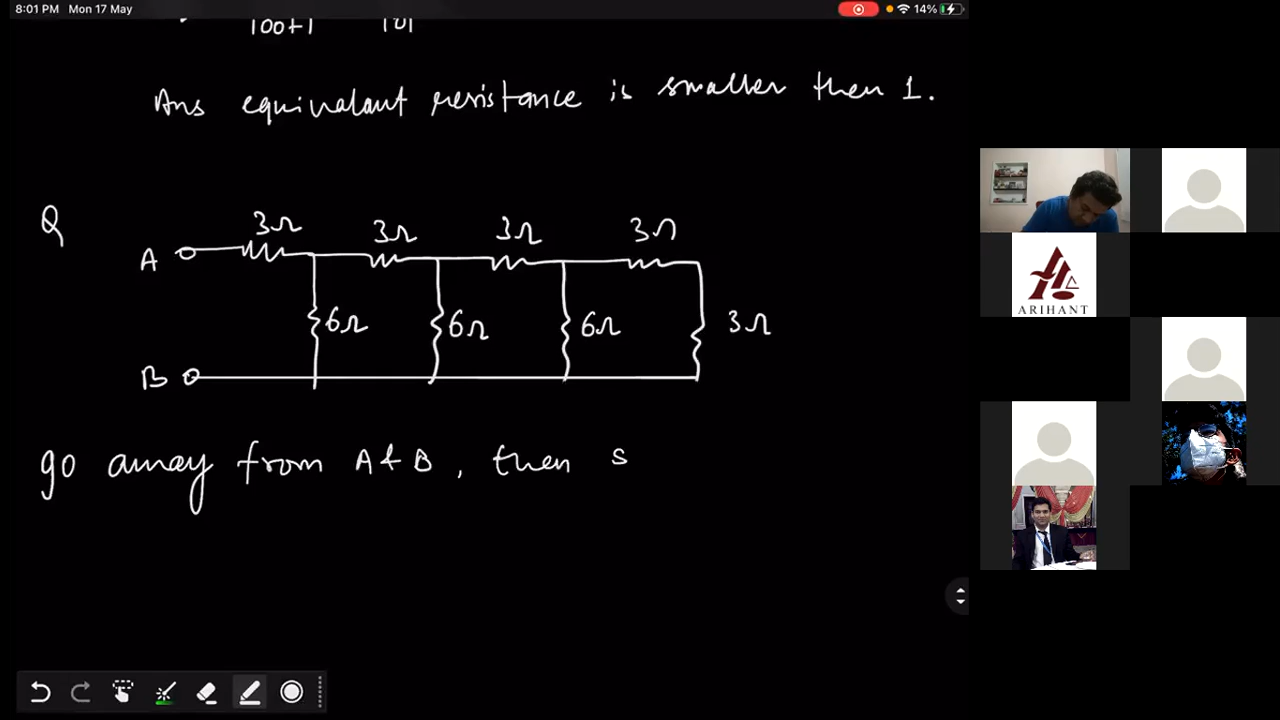 8:01 PM Mon 17 May
14%
100+1 101
Ans equivalant resistance is smaller then 1.
Q
3Ω 3Ω 3Ω 3Ω
A
6Ω 6Ω 6Ω 3Ω
B
go away from A & B, then s
ARIHANT